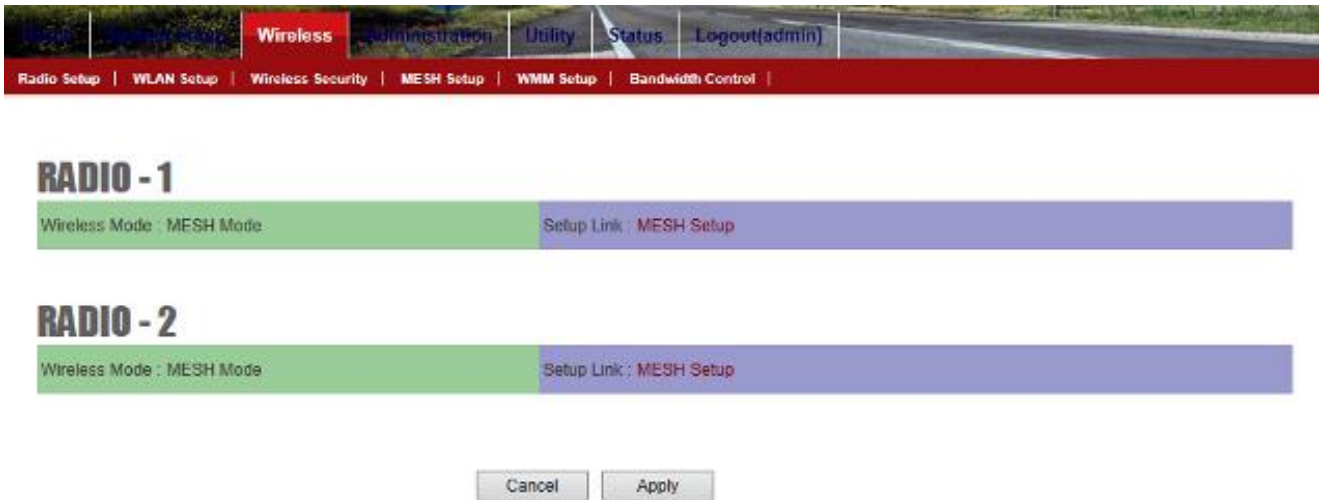 Wireless Administration Utility Status Logout(admin)
Radio Setup | WLAN Setup | Wireless Security | MESH Setup | WMM Setup | Bandwidth Control |
RADIO - 1
Wireless Mode : MESH Mode Setup Link : MESH Setup
RADIO - 2
Wireless Mode : MESH Mode Setup Link : MESH Setup
Cancel Apply